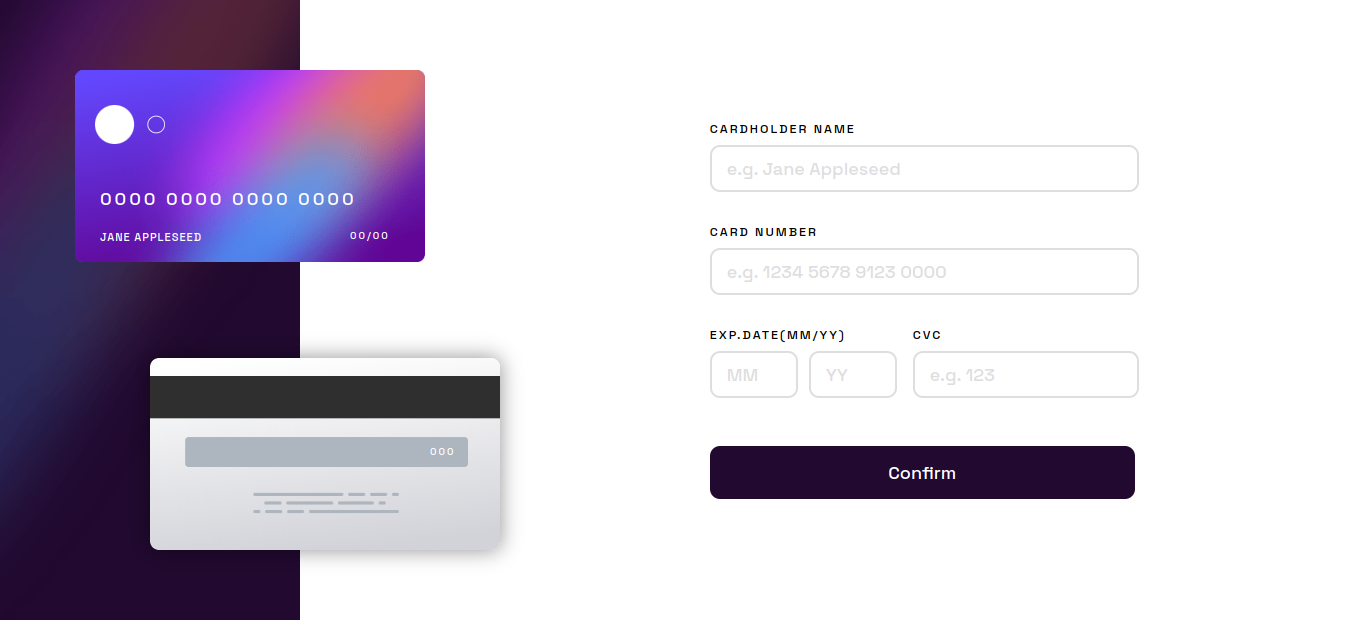 0000 0000 0000 0000
JANE APPLESEED
00/00
000
CARDHOLDER NAME
e.g. Jane Appleseed
CARD NUMBER
e.g. 1234 5678 9123 0000
EXP.DATE(MM/YY)
CVC
MM
YY
e.g. 123
Confirm